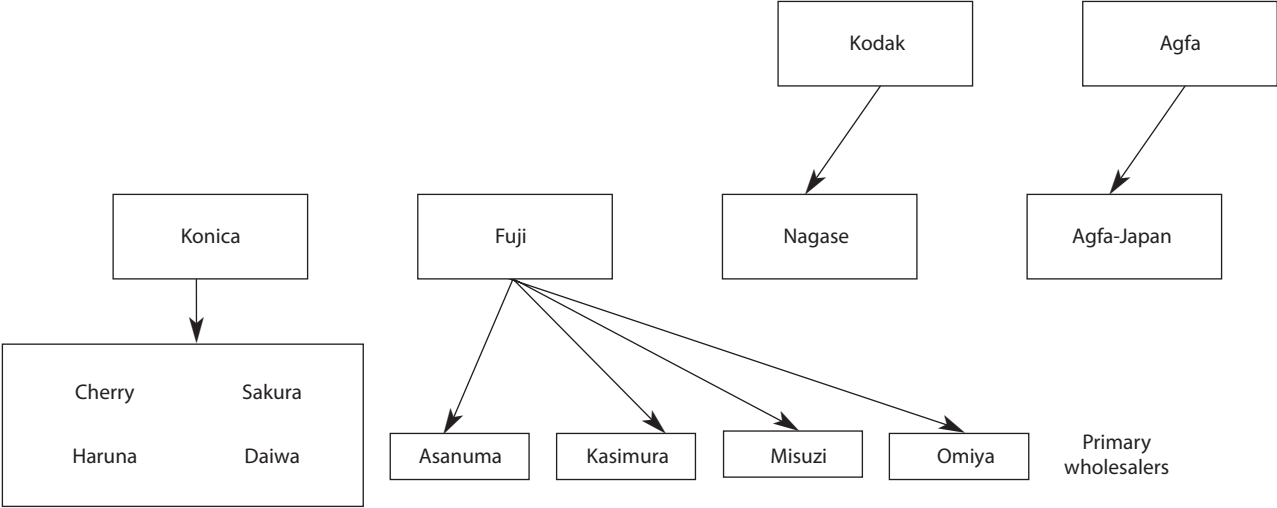 Kodak
Agfa
Konica
Fuji
Nagase
Agfa-Japan
Cherry
Sakura
Haruna
Daiwa
Asanuma
Kasimura
Misuzi
Omiya
Primary
wholesalers